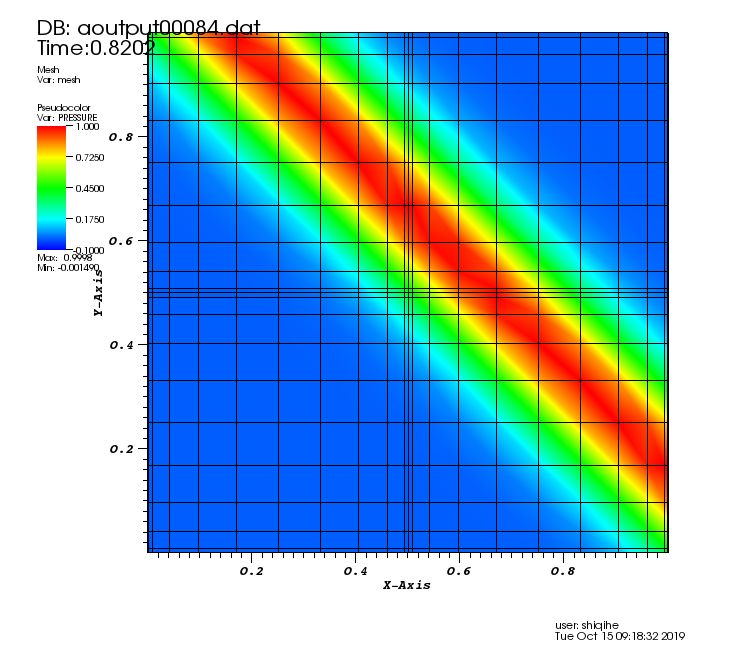 DB: aoutput00084.dat
Time:0.8202
Mesh
Var: mesh
Pseudocolor
Var: PRESSURE
1.000
0.7250
0.4500
0.1750
-0.1000
Max: 0.9998
Min: -0.001490
Y-Axis
0.8
0.6
0.4
0.2
0.2 0.4 0.6 0.8
X-Axis
user: shiqihe
Tue Oct 15 09:18:32 2019